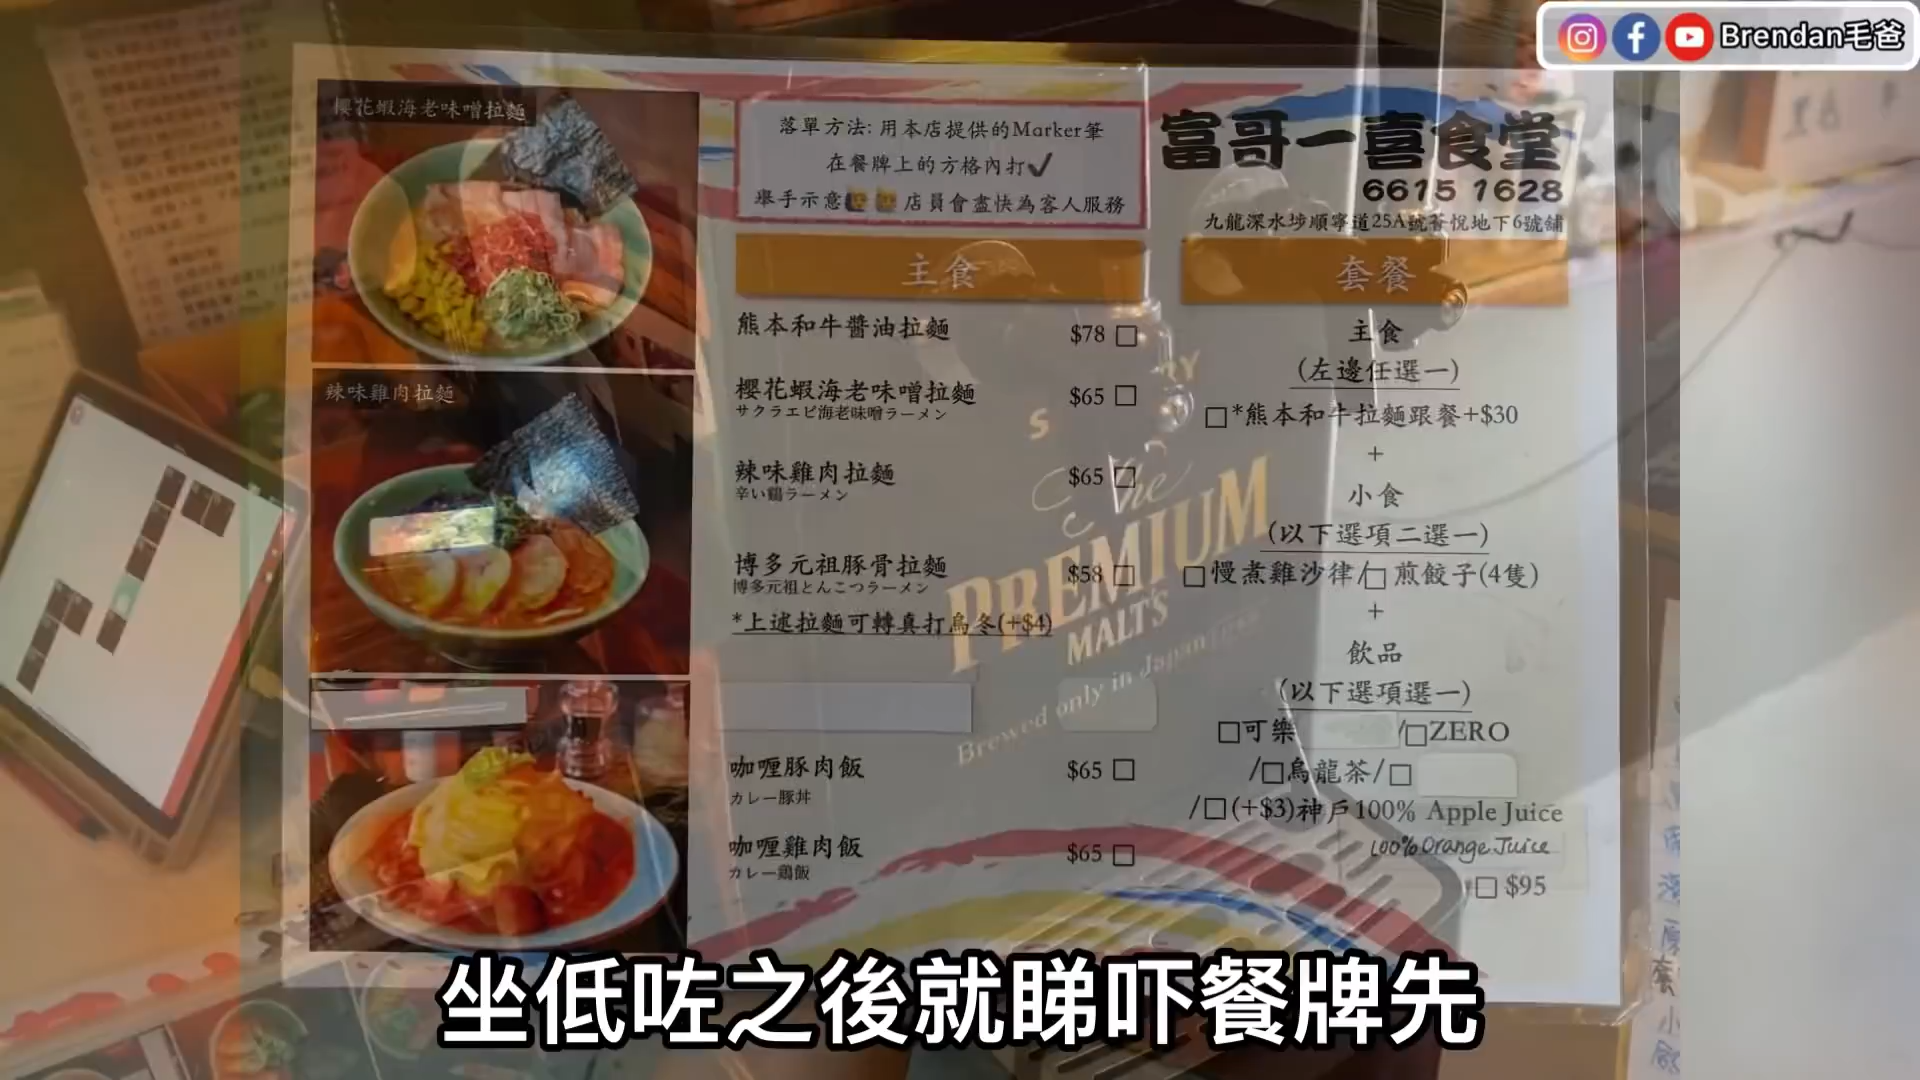 Brendan毛爸
櫻花蝦海老味噌拉麵
辣味雞肉拉麵
落單方法: 用本店提供的Marker筆
在餐牌上的方格內打✓
舉手示意 店員會盡快為客人服務
富哥一喜食堂
6615 1628
九龍深水埗順寧道25A號薈悅地下6號舖
主食
熊本和牛醬油拉麵 $78 □
櫻花蝦海老味噌拉麵 $65 □
サクラエビ海老味噌ラーメン
辣味雞肉拉麵 $65 □
辛い鶏ラーメン
博多元祖豚骨拉麵 $58 □
博多元祖とんこつラーメン
*上述拉麵可轉真打烏冬(+$4)
咖喱豚肉飯 $65 □
カレー豚丼
咖喱雞肉飯 $65 □
カレー鶏飯
套餐
主食
(左邊任選一)
□*熊本和牛拉麵跟餐+$30
+
小食
(以下選項二選一)
□慢煮雞沙律/□煎餃子(4隻)
+
飲品
(以下選項選一)
□可樂 /□ZERO
/□烏龍茶/□
/□(+$3)神戶100% Apple Juice
100% Orange Juice
□ $95
The
PREMIUM
MALT'S
Brewed only in Japan
坐低咗之後就睇吓餐牌先